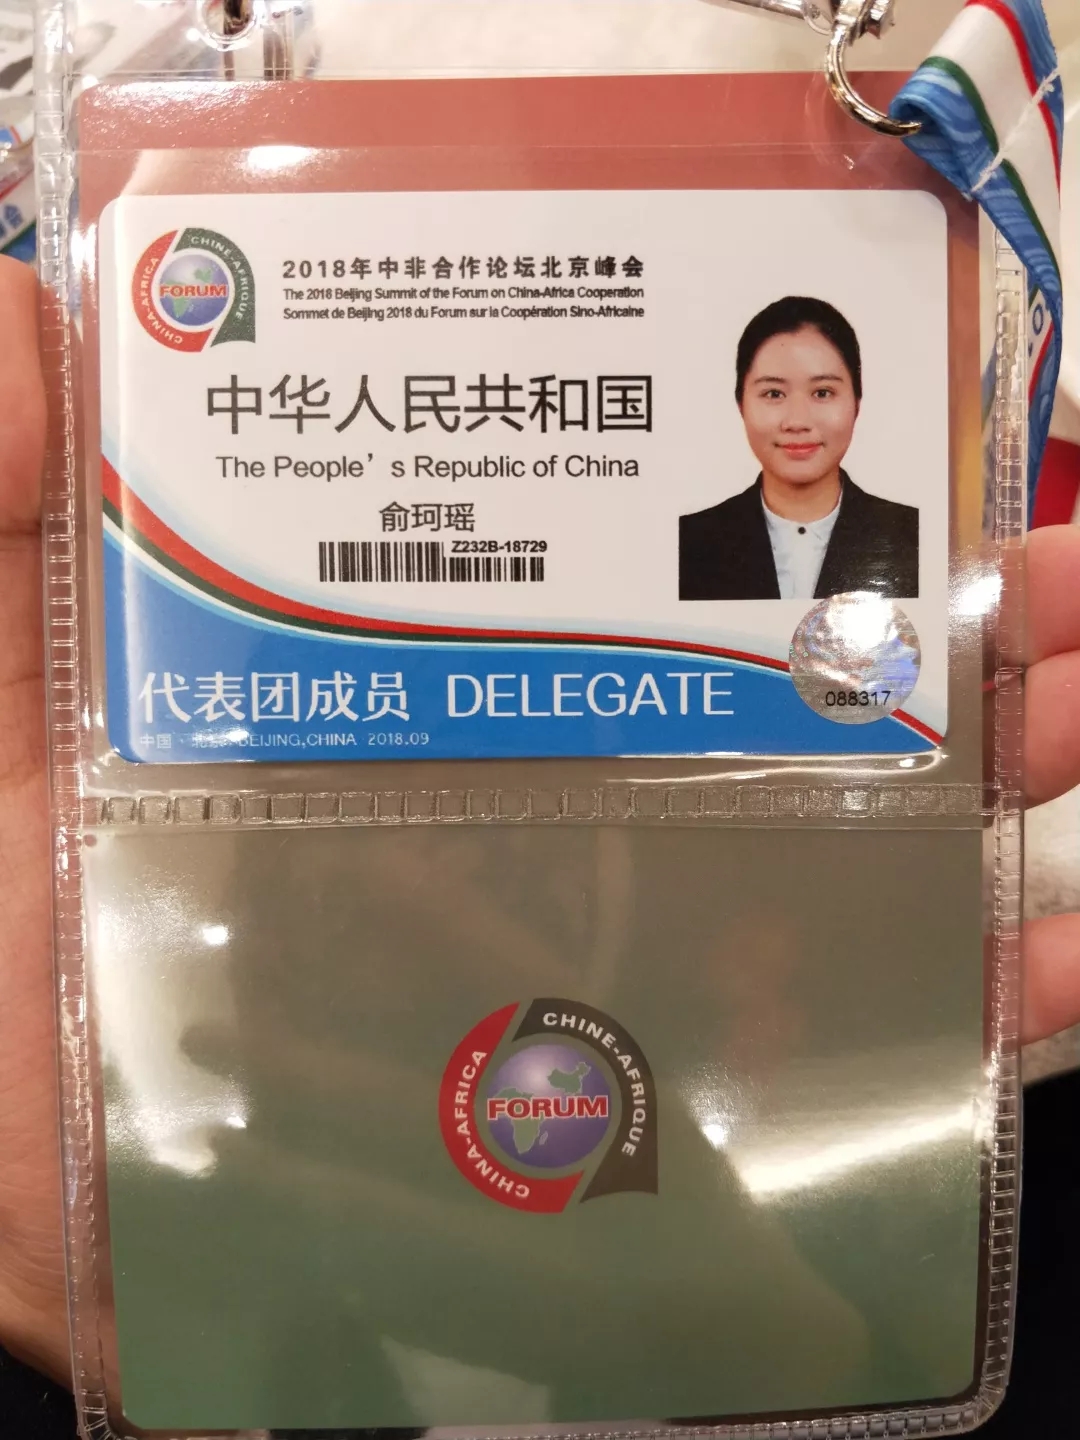 CHINA-AFRICA
CHINE-AFRIQUE
FORUM
2018年中非合作论坛北京峰会
The 2018 Beijing Summit of the Forum on China-Africa Cooperation
Sommet de Beijing 2018 du Forum sur la Coopération Sino-Africaine
中华人民共和国
The People's Republic of China
俞珂瑶
Z232B-18729
088317
代表团成员 DELEGATE
中国·北京 BEIJING,CHINA 2018.09
CHINA-AFRICA
CHINE-AFRIQUE
FORUM